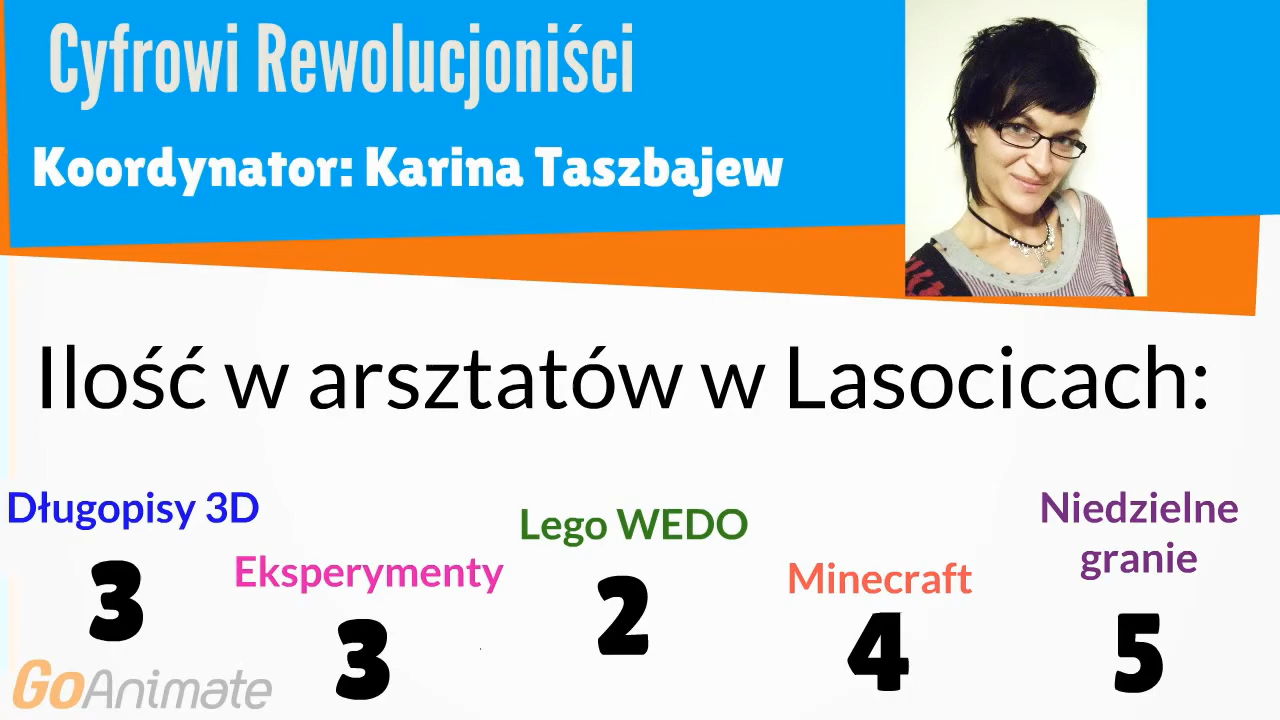 Cyfrowi Rewolucjoniści
Koordynator: Karina Taszbajew
Ilość w arsztatów w Lasocicach:
Długopisy 3D
3
Eksperymenty
3
Lego WEDO
2
Minecraft
4
Niedzielne
granie
5
GoAnimate